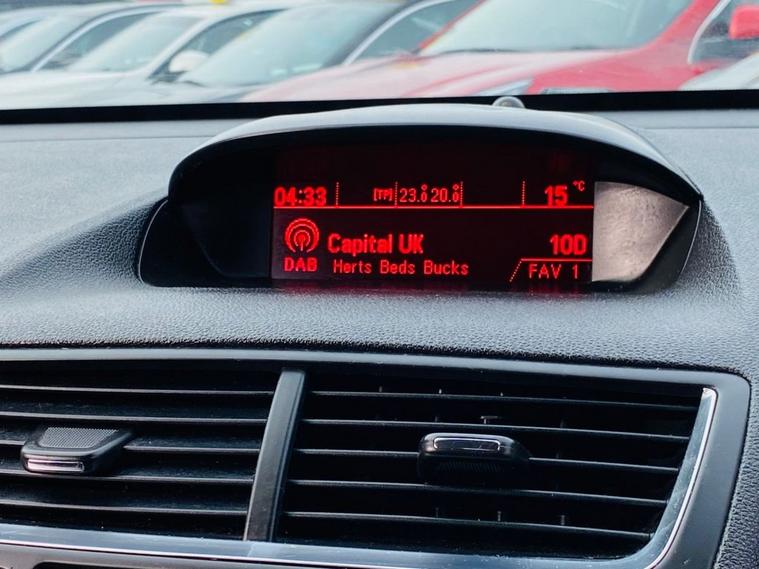 04:33 [TP] 23.0 20.0 15 °C
Capital UK 10D
DAB Herts Beds Bucks FAV 1